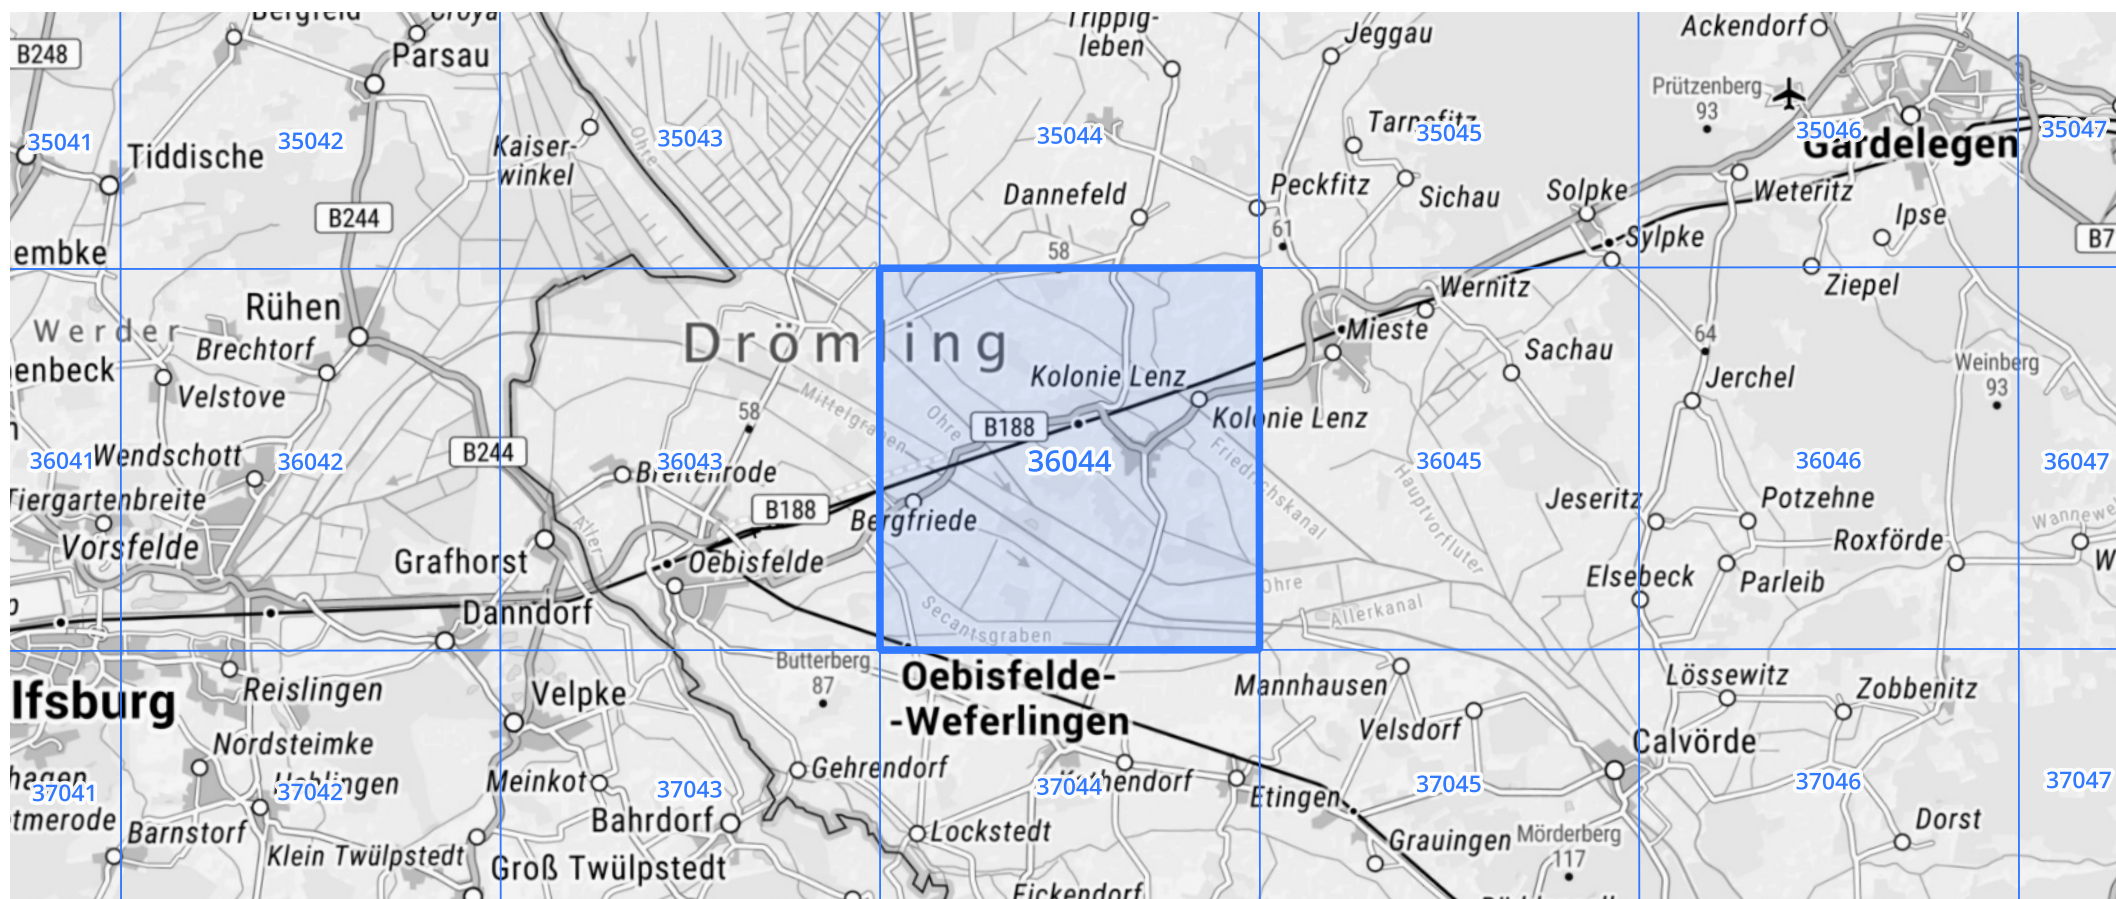 B248
Parsau
Trippig-
leben
Jeggau
Ackendorf
Prützenberg
93
35041
Tiddische
35042
Kaiser-
winkel
Ohre
35043
35044
Tarnefitz
35045
35046
Gardelegen
35047
B244
Dannefeld
Peckfitz
Sichau
Solpke
Weteritz
Ipse
embke
58
61
Sylpke
B7
Ziepel
Rühen
Werder
Brechtorf
enbeck
Velstove
Drömling
Mittelgraben
58
Kolonie Lenz
Ohre
B188
Kolonie Lenz
Wernitz
Mieste
Sachau
64
Jerchel
Weinberg
93
B244
36041
Wendschott
36042
Tiergartenbreite
Vorsfelde
36043
Breitenrode
B188
Aller
Grafhorst
Oebisfelde
Bergfriede
36044
Friedrichskanal
36045
Hauptvorfluter
Jeseritz
36046
Potzehne
36047
Roxförde
Elsebeck
Parleib
Danndorf
Secantsgraben
Ohre
Allerkanal
lfsburg
Reislingen
Velpke
Butterberg
87
Oebisfelde-
-Weferlingen
Mannhausen
Velsdorf
Lössewitz
Zobbenitz
Calvörde
Nordsteimke
hagen
37041
37042
Meinkot
37043
Gehrendorf
37044
Etingen
37045
37046
37047
tmerode
Barnstorf
Klein Twülpstedt
Bahrdorf
Groß Twülpstedt
Lockstedt
Eickendorf
Grauingen
Mörderberg
117
Dorst